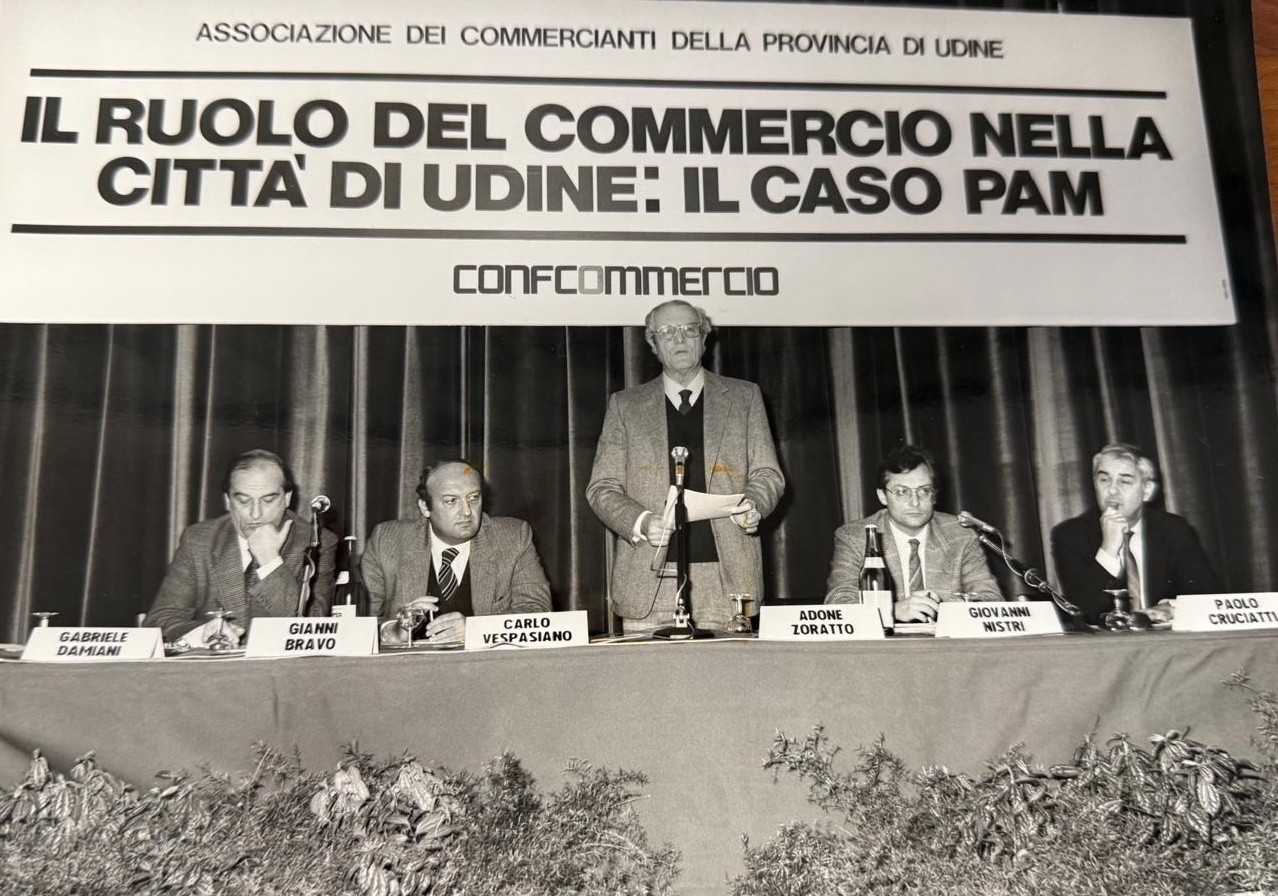 ASSOCIAZIONE DEI COMMERCIANTI DELLA PROVINCIA DI UDINE
IL RUOLO DEL COMMERCIO NELLA
CITTÀ DI UDINE: IL CASO PAM
CONFCOMMERCIO
GABRIELE
DAMIANI
GIANNI
BRAVO
CARLO
VESPASIANO
ADONE
ZORATTO
GIOVANNI
NISTRI
PAOLO
CRUCIATTI